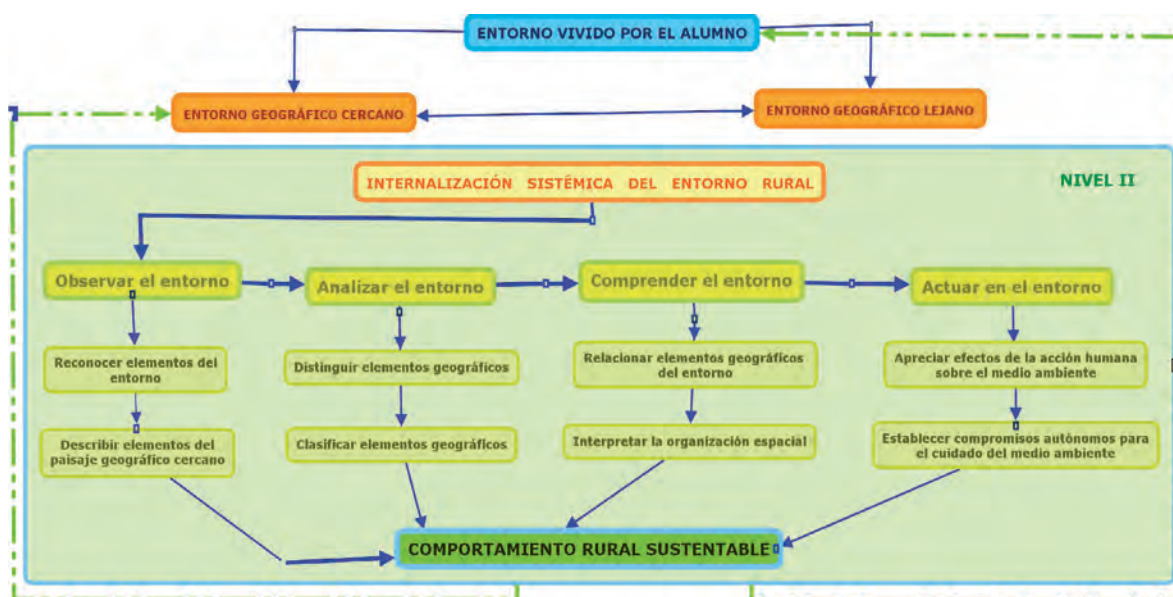 ENTORNO VIVIDO POR EL ALUMNO
ENTORNO GEOGRÁFICO CERCANO
ENTORNO GEOGRÁFICO LEJANO
INTERNALIZACIÓN SISTÉMICA DEL ENTORNO RURAL
NIVEL II
Observar el entorno
Analizar el entorno
Comprender el entorno
Actuar en el entorno
Reconocer elementos del
entorno
Distinguir elementos geográficos
Relacionar elementos geográficos
del entorno
Apreciar efectos de la acción humana
sobre el medio ambiente
Describir elementos del
paisaje geográfico cercano
Clasificar elementos geográficos
Interpretar la organización espacial
Establecer compromisos autónomos para
el cuidado del medio ambiente
COMPORTAMIENTO RURAL SUSTENTABLE